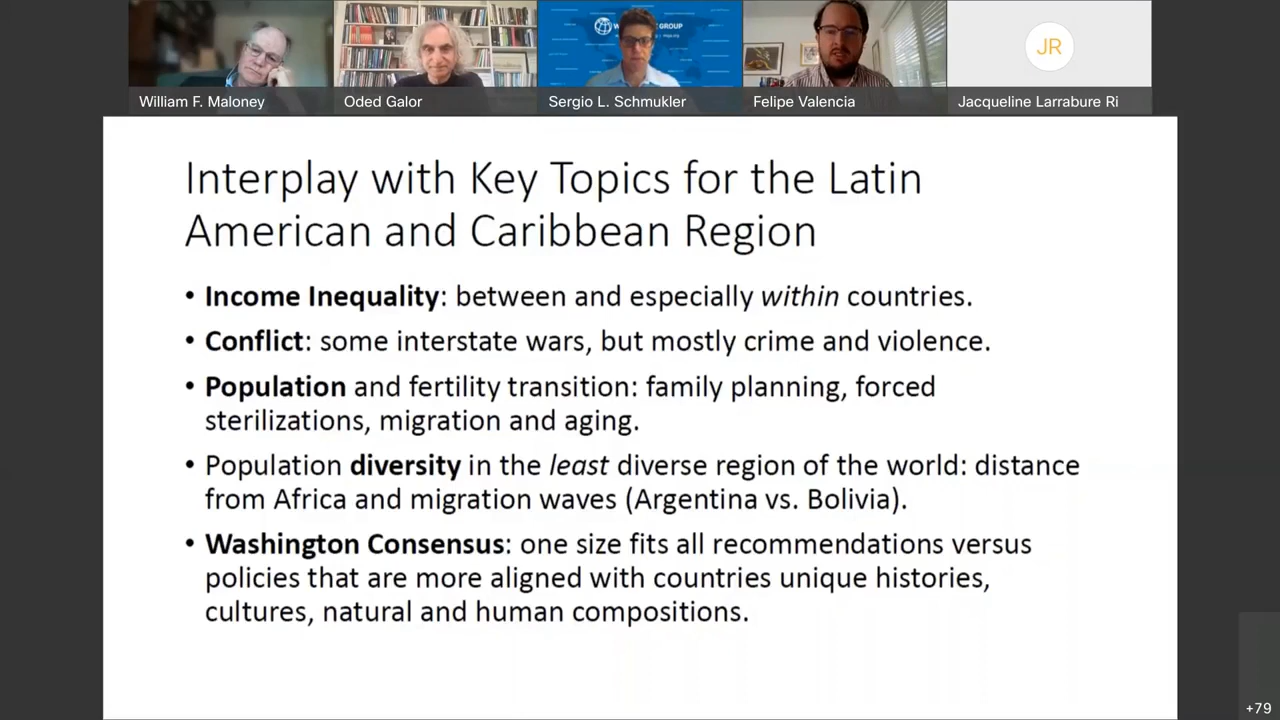 GROUP
William F. Maloney
Oded Galor
Sergio L. Schmukler
Felipe Valencia
JR
Jacqueline Larrabure Ri
Interplay with Key Topics for the Latin
American and Caribbean Region
• Income Inequality: between and especially within countries.
• Conflict: some interstate wars, but mostly crime and violence.
• Population and fertility transition: family planning, forced
sterilizations, migration and aging.
• Population diversity in the least diverse region of the world: distance
from Africa and migration waves (Argentina vs. Bolivia).
• Washington Consensus: one size fits all recommendations versus
policies that are more aligned with countries unique histories,
cultures, natural and human compositions.
+79